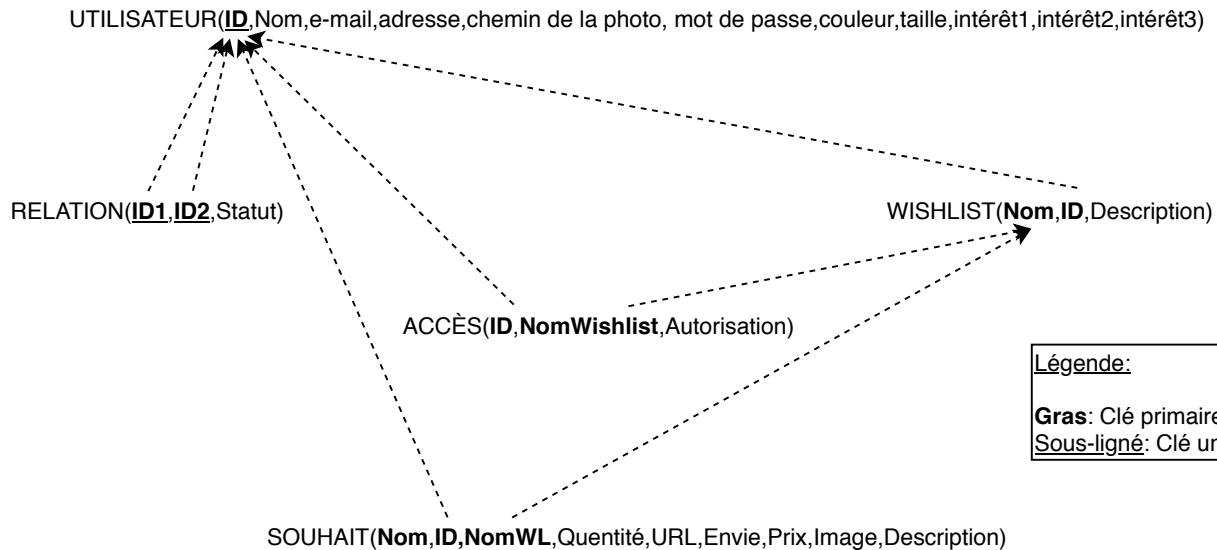 UTILISATEUR(ID,Nom,e-mail,adresse,chemin de la photo, mot de passe,couleur,taille,intérêt1,intérêt2,intérêt3)
RELATION(ID1,ID2,Statut)
WISHLIST(Nom,ID,Description)
ACCÈS(ID,NomWishlist,Autorisation)
Légende:
Gras: Clé primaire
Sous-ligné: Clé un
SOUHAIT(Nom,ID,NomWL,Quentité,URL,Envie,Prix,Image,Description)